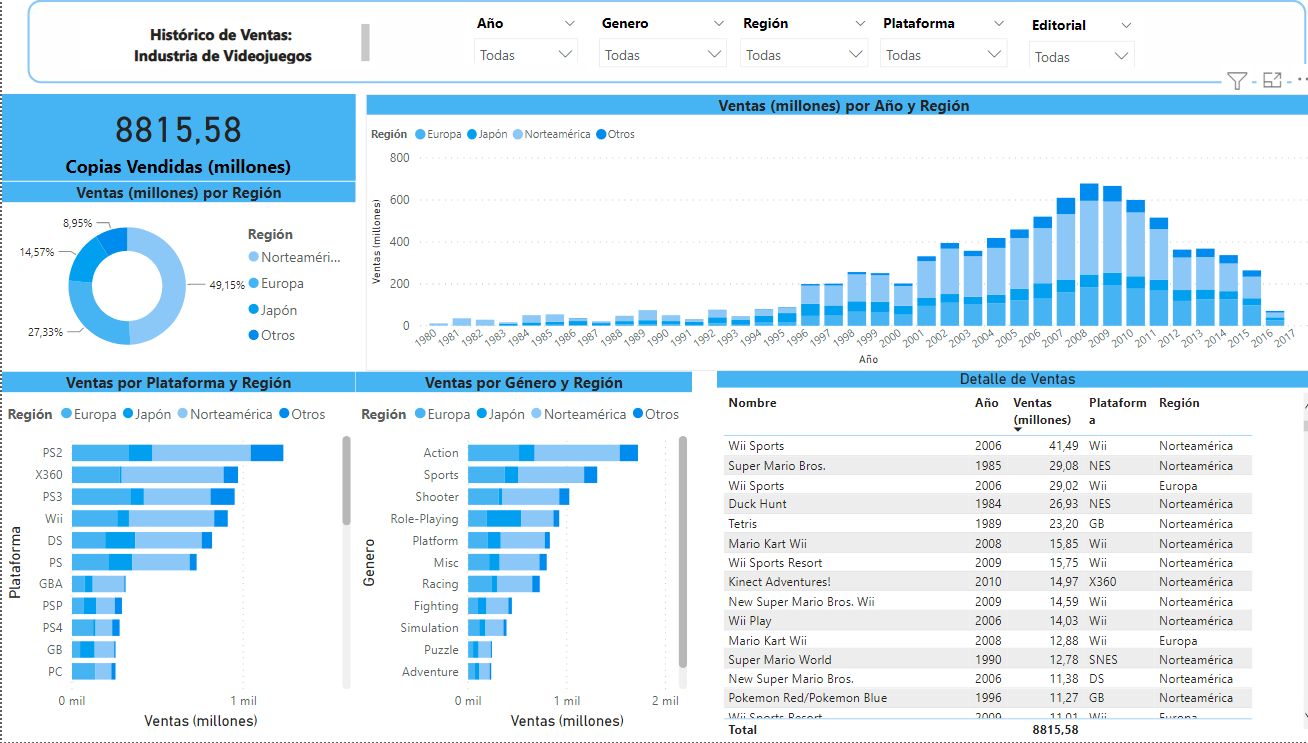 Histórico de Ventas:
Industria de Videojuegos
Año Genero Región Plataforma Editorial
Todas Todas Todas Todas Todas
8815,58
Copias Vendidas (millones)
Ventas (millones) por Región
8,95%
14,57%
49,15%
27,33%
Región
Norteaméri...
Europa
Japón
Otros
Ventas (millones) por Año y Región
Región Europa Japón Norteamérica Otros
800
600
400
200
0
Ventas (millones)
1980 1981 1982 1983 1984 1985 1986 1987 1988 1989 1990 1991 1992 1993 1994 1995 1996 1997 1998 1999 2000 2001 2002 2003 2004 2005 2006 2007 2008 2009 2010 2011 2012 2013 2014 2015 2016 2017
Año
Ventas por Plataforma y Región
Región Europa Japón Norteamérica Otros
Plataforma
PS2
X360
PS3
Wii
DS
PS
GBA
PSP
PS4
GB
PC
0 mil 1 mil
Ventas (millones)
Ventas por Género y Región
Región Europa Japón Norteamérica Otros
Genero
Action
Sports
Shooter
Role-Playing
Platform
Misc
Racing
Fighting
Simulation
Puzzle
Adventure
0 mil 1 mil 2 mil
Ventas (millones)
Detalle de Ventas
Nombre Año Ventas Plataform Región
(millones) a
Wii Sports 2006 41,49 Wii Norteamérica
Super Mario Bros. 1985 29,08 NES Norteamérica
Wii Sports 2006 29,02 Wii Europa
Duck Hunt 1984 26,93 NES Norteamérica
Tetris 1989 23,20 GB Norteamérica
Mario Kart Wii 2008 15,85 Wii Norteamérica
Wii Sports Resort 2009 15,75 Wii Norteamérica
Kinect Adventures! 2010 14,97 X360 Norteamérica
New Super Mario Bros. Wii 2009 14,59 Wii Norteamérica
Wii Play 2006 14,03 Wii Norteamérica
Mario Kart Wii 2008 12,88 Wii Europa
Super Mario World 1990 12,78 SNES Norteamérica
New Super Mario Bros. 2006 11,38 DS Norteamérica
Pokemon Red/Pokemon Blue 1996 11,27 GB Norteamérica
Wii Sports Resort 2009 11,01 Wii Europa
Total 8815,58